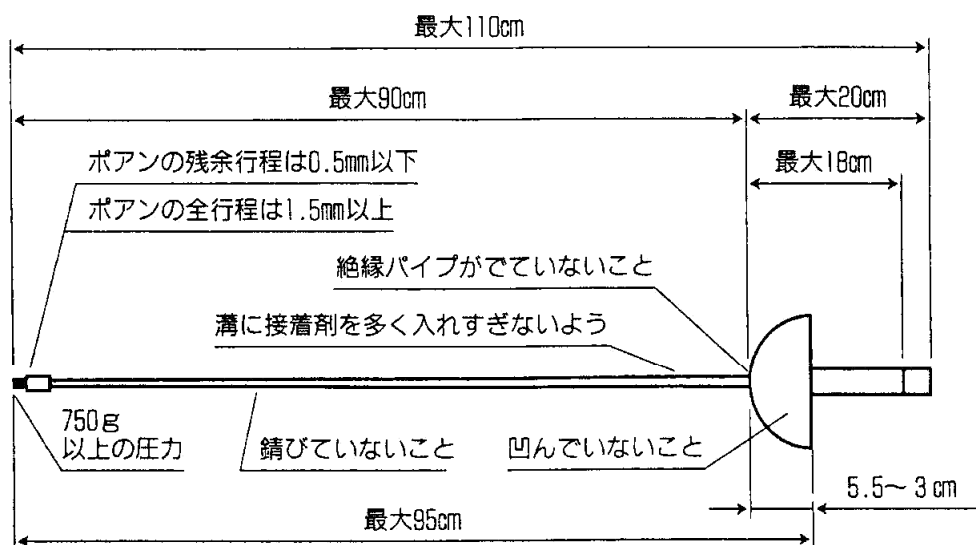 最大110cm
最大90cm
最大20cm
ポアンの残余行程は0.5mm以下
最大18cm
ポアンの全行程は1.5mm以上
絶縁パイプがでていないこと
溝に接着剤を多く入れすぎないよう
750g
以上の圧力
錆びていないこと
凹んでいないこと
5.5〜3cm
最大95cm